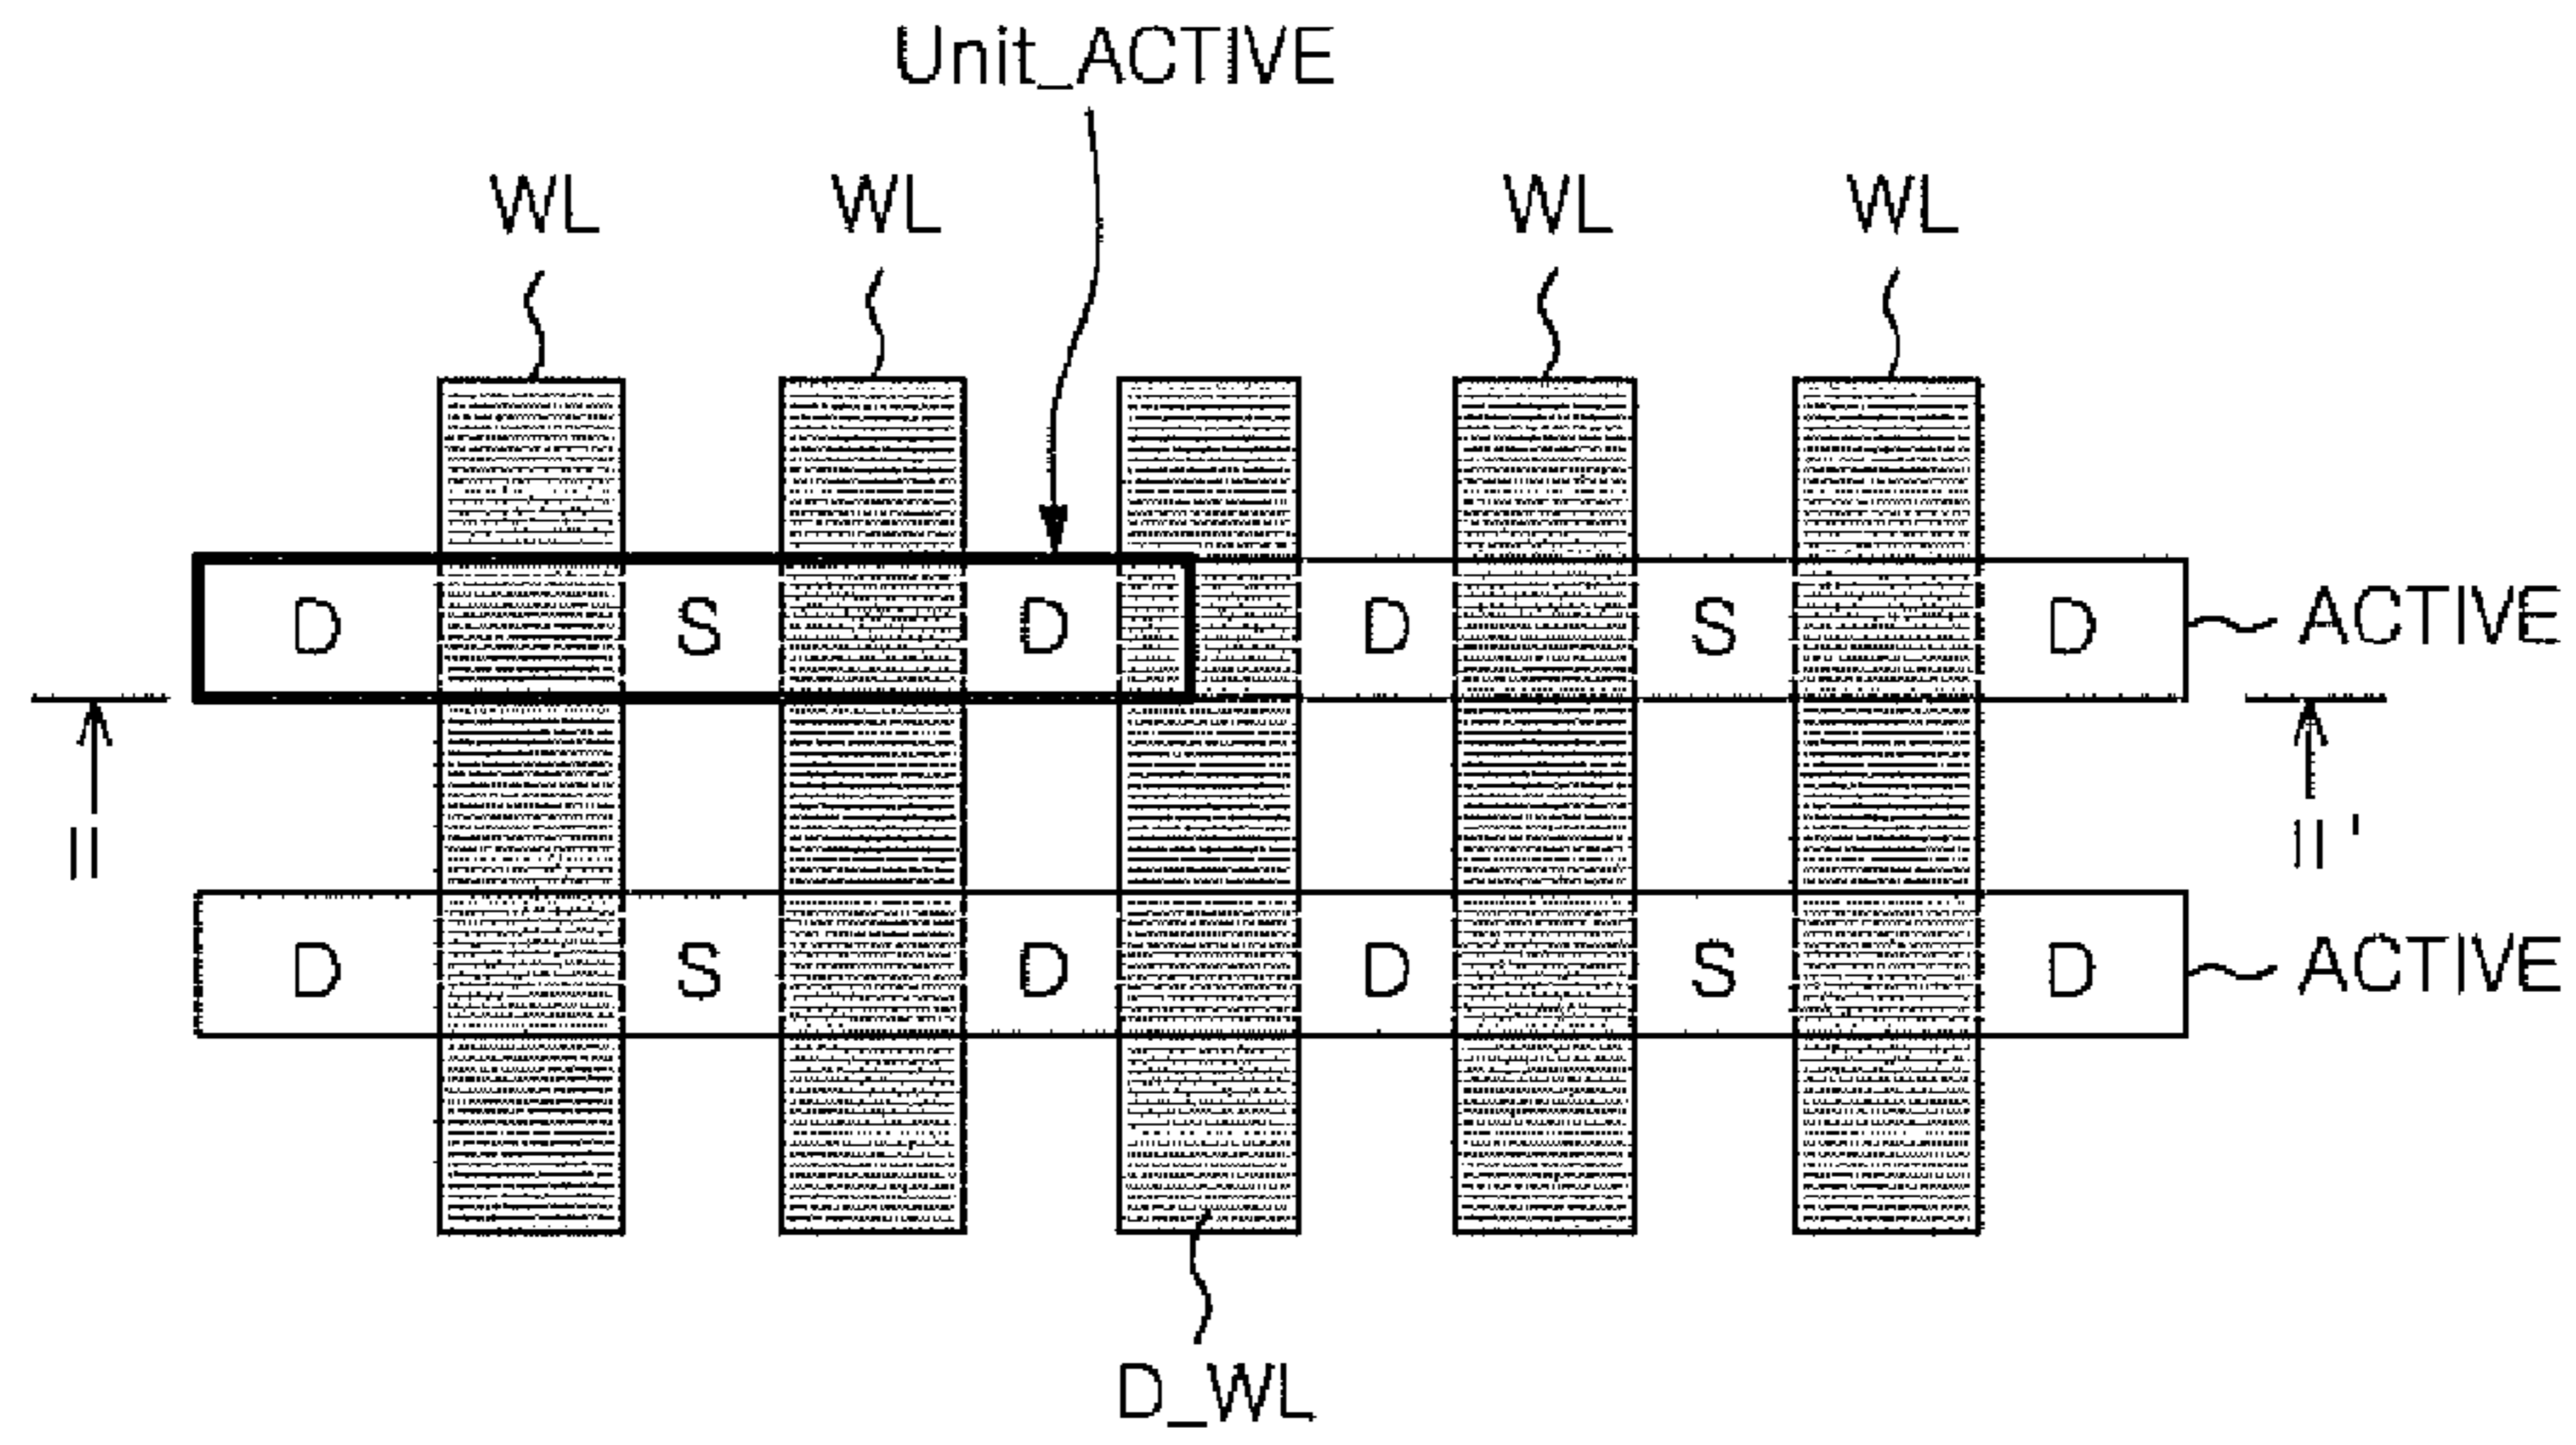 Unit_ACTIVE
WL WL WL WL
D S D D S D ACTIVE
II II'
D S D D S D ACTIVE
D_WL